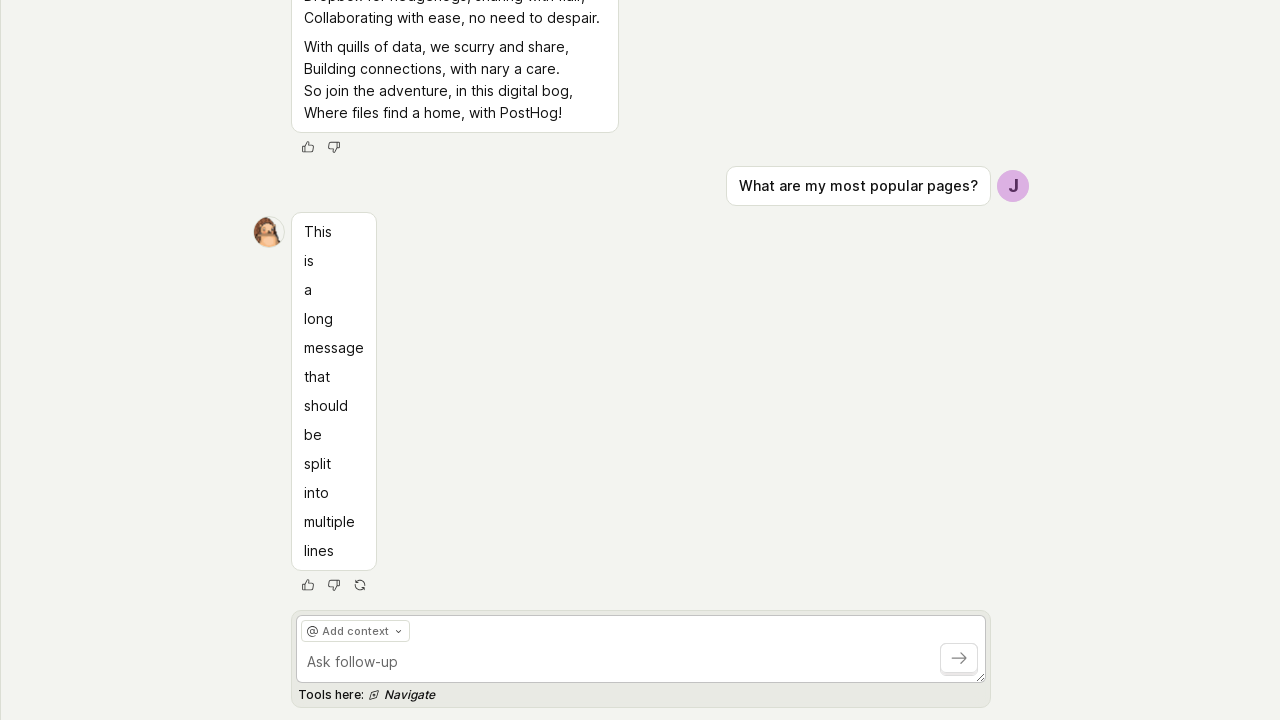 Collaborating with ease, no need to despair.
With quills of data, we scurry and share,
Building connections, with nary a care.
So join the adventure, in this digital bog,
Where files find a home, with PostHog!
What are my most popular pages?
J
This
is
a
long
message
that
should
be
split
into
multiple
lines
@ Add context
Ask follow-up
Tools here: Navigate